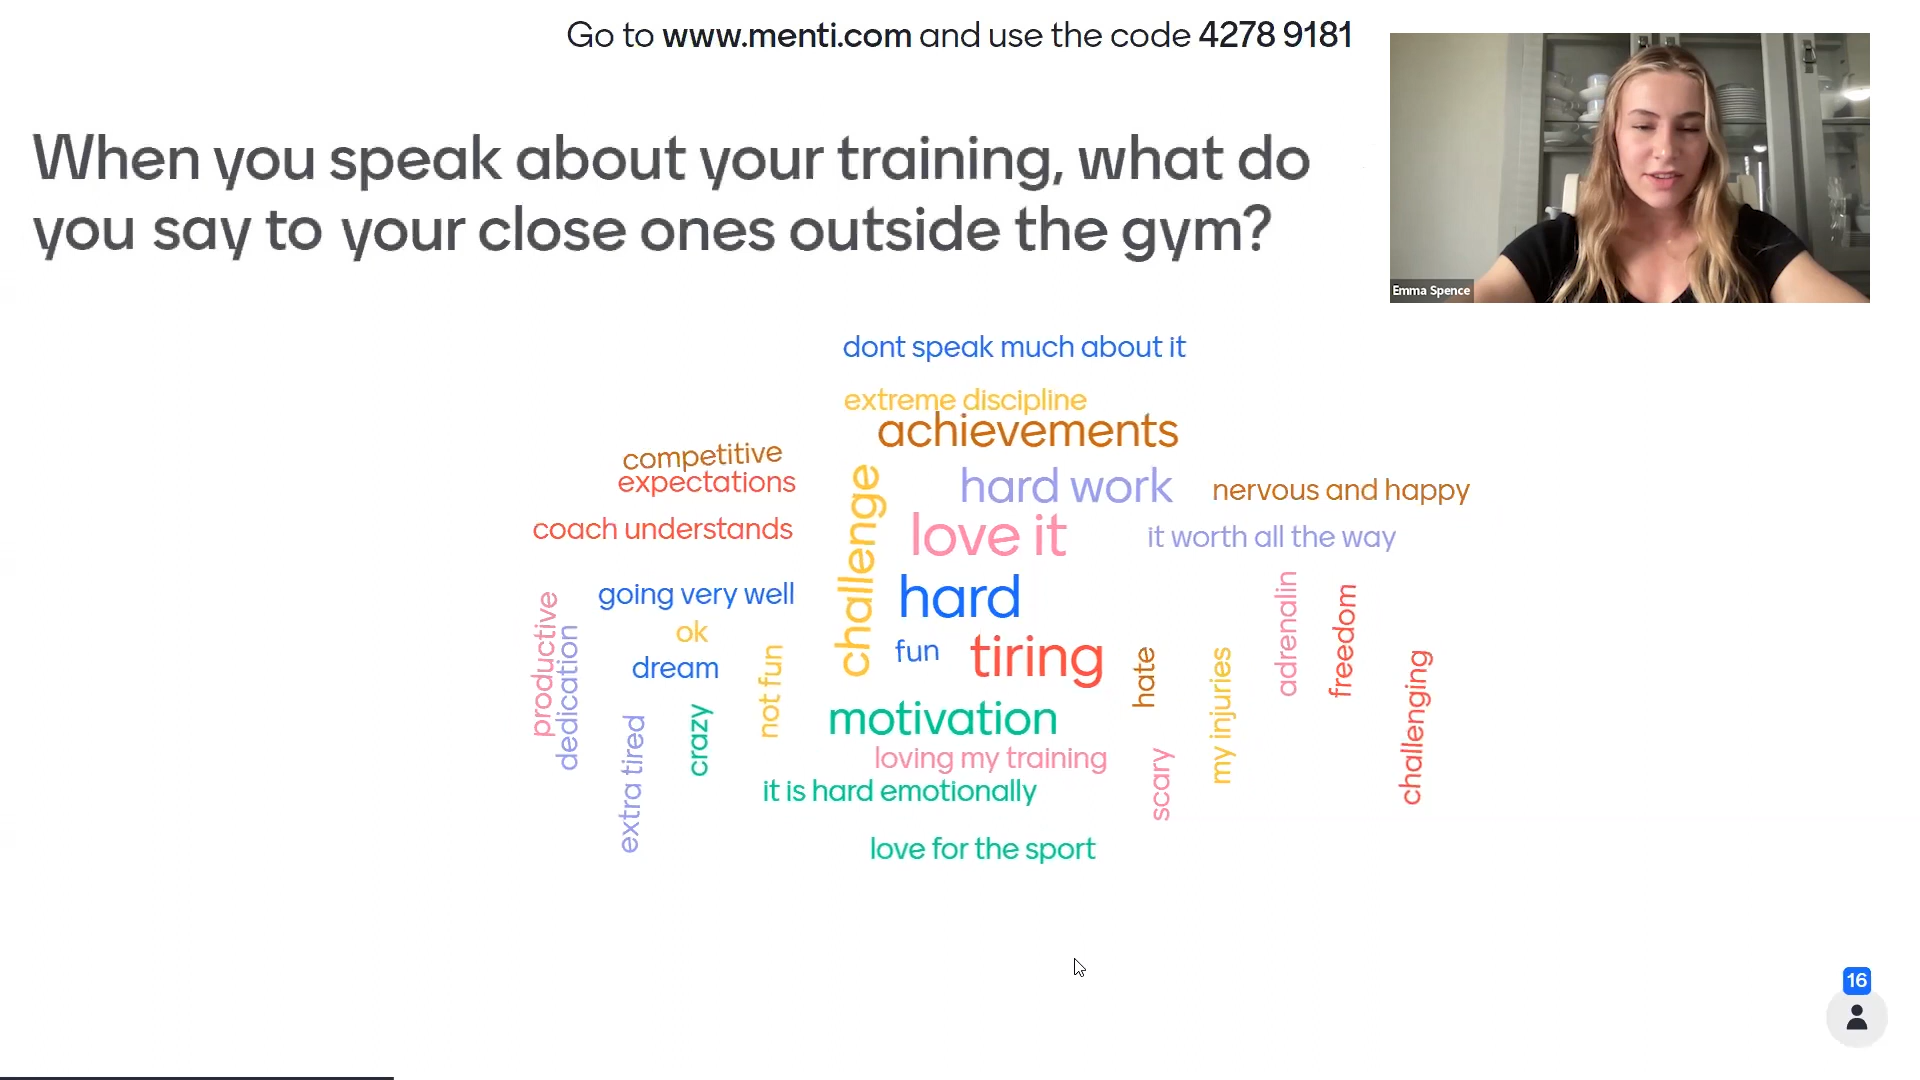 Go to www.menti.com and use the code 4278 9181
When you speak about your training, what do
you say to your close ones outside the gym?
Emma Spence
dont speak much about it
extreme discipline
achievements
competitive
expectations
challenge
hard work
nervous and happy
coach understands
love it
it worth all the way
going very well
hard
productive
dedication
ok
dream
not fun
fun
tiring
hate
my injuries
adrenalin
freedom
challenging
extra tired
crazy
motivation
loving my training
scary
it is hard emotionally
love for the sport
16